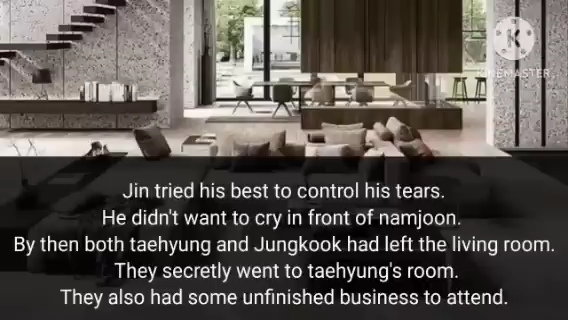 KINEMASTER
Jin tried his best to control his tears.
He didn't want to cry in front of namjoon.
By then both taehyung and Jungkook had left the living room.
They secretly went to taehyung's room.
They also had some unfinished business to attend.